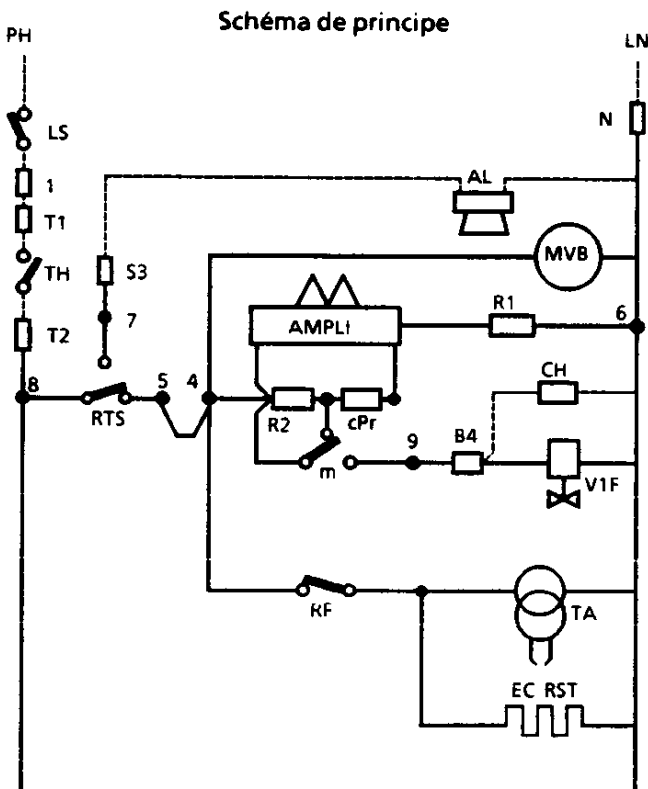 Schéma de principe
PH
LN
LS
N
1
AL
T1
TH
S3
MVB
7
AMPLI
R1
6
T2
8
5
4
CH
RTS
R2
cPr
9
B4
m
V1F
RF
TA
EC RST